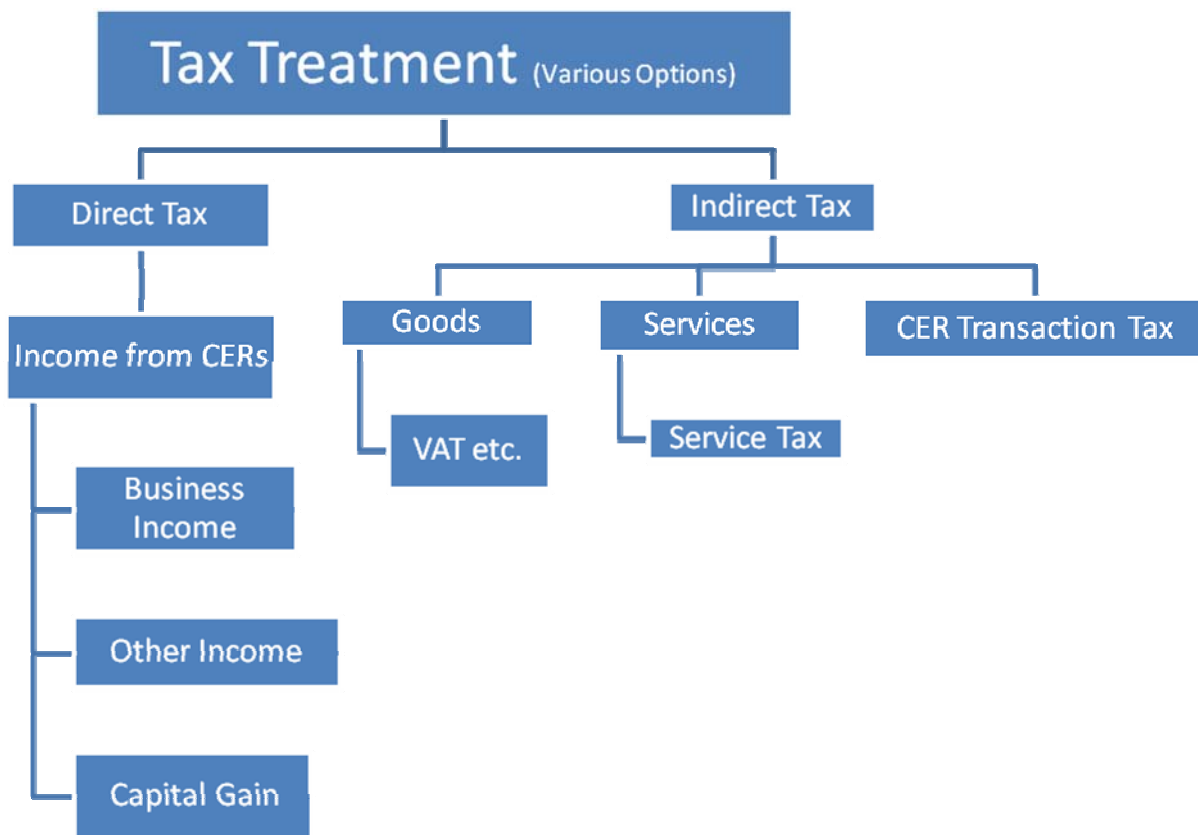 Tax Treatment (Various Options)
Direct Tax
Indirect Tax
Income from CERs
Goods
Services
CER Transaction Tax
VAT etc.
Service Tax
Business
Income
Other Income
Capital Gain